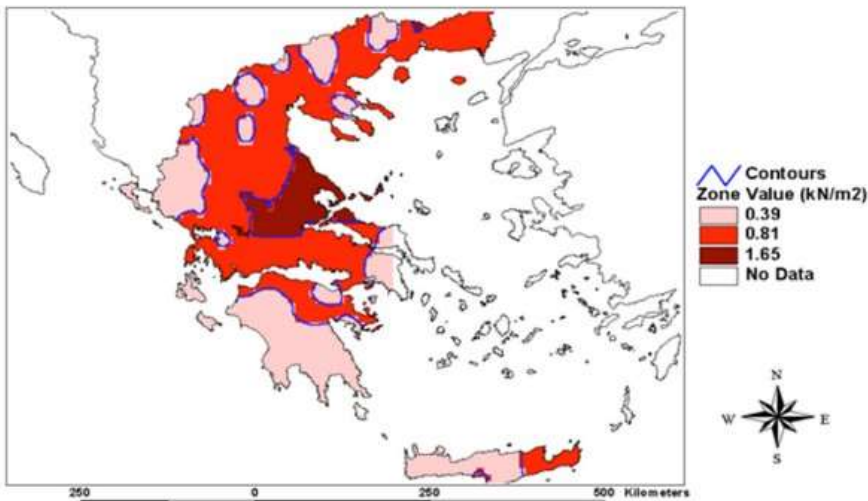 Contours
Zone Value (kN/m2)
0.39
0.81
1.65
No Data
N
W E
S
250 0 250 500 Kilometers